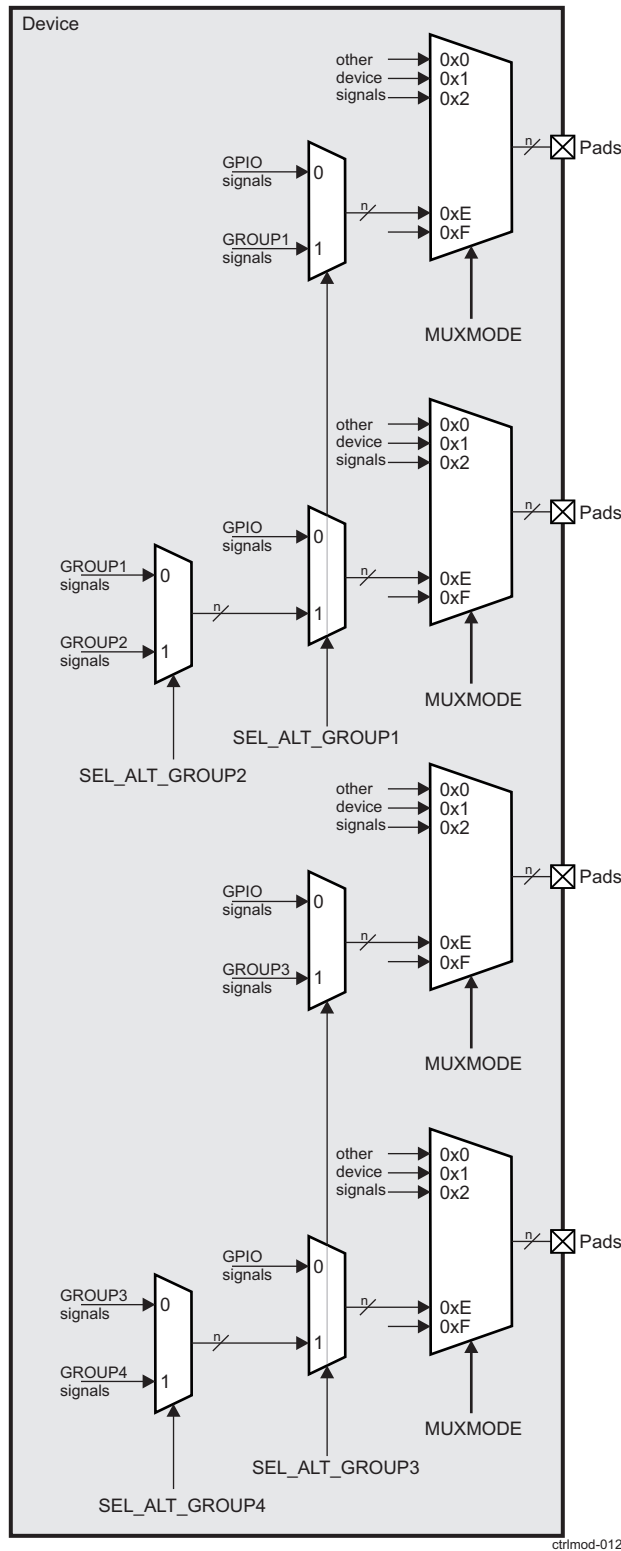 Device
other
device
signals
0x0
0x1
0x2
n
Pads
GPIO
signals
0
n
0xE
0xF
GROUP1
signals
1
MUXMODE
other
device
signals
0x0
0x1
0x2
n
Pads
GPIO
signals
0
GROUP1
signals
0
n
0xE
0xF
n
1
GROUP2
signals
1
MUXMODE
SEL_ALT_GROUP1
SEL_ALT_GROUP2
other
device
signals
0x0
0x1
0x2
n
Pads
GPIO
signals
0
n
0xE
0xF
GROUP3
signals
1
MUXMODE
other
device
signals
0x0
0x1
0x2
n
Pads
GPIO
signals
0
GROUP3
signals
0
n
0xE
0xF
n
1
GROUP4
signals
1
MUXMODE
SEL_ALT_GROUP3
SEL_ALT_GROUP4
ctrlmod-012